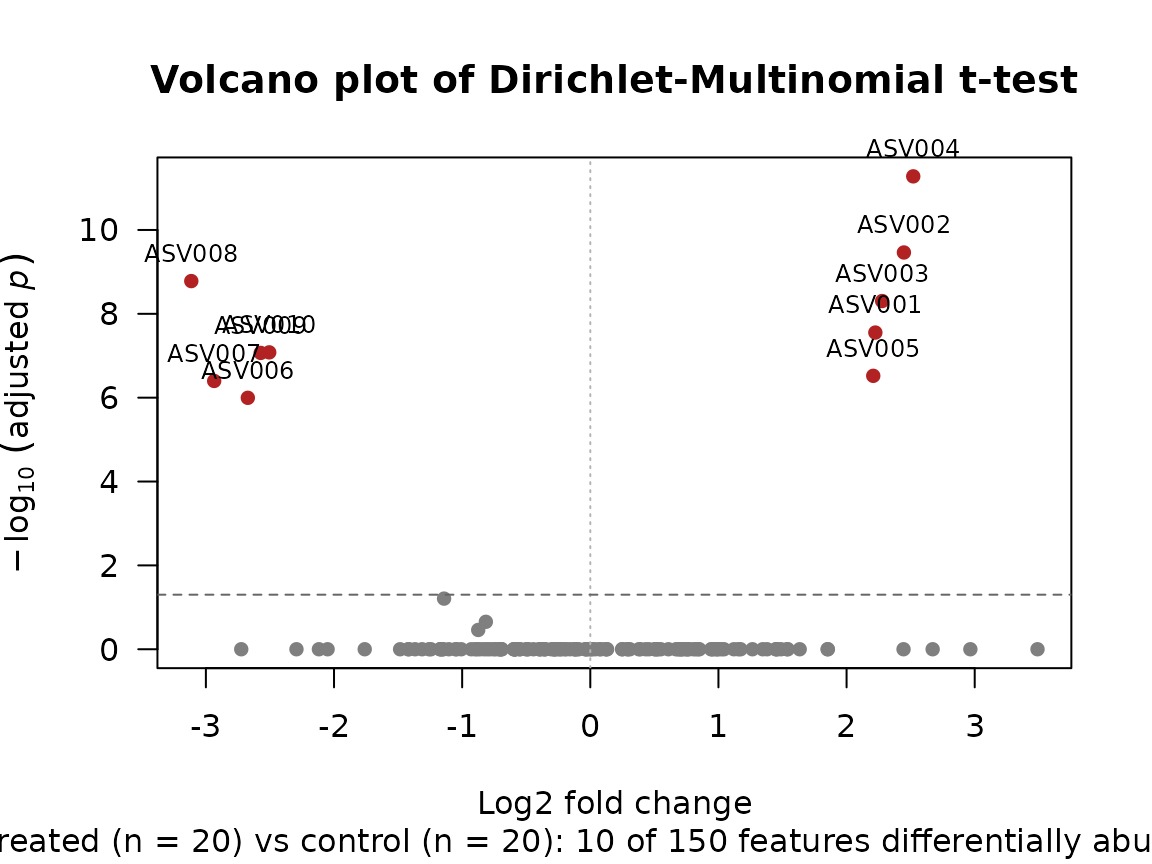 Volcano plot of Dirichlet-Multinomial t-test
ASV004
ASV002
ASV008
ASV003
ASV001
ASV009
ASV010
ASV005
ASV007
ASV006
−log10 (adjusted p)
10
8
6
4
2
0
-3 -2 -1 0 1 2 3
Log2 fold change
reated (n = 20) vs control (n = 20): 10 of 150 features differentially abu